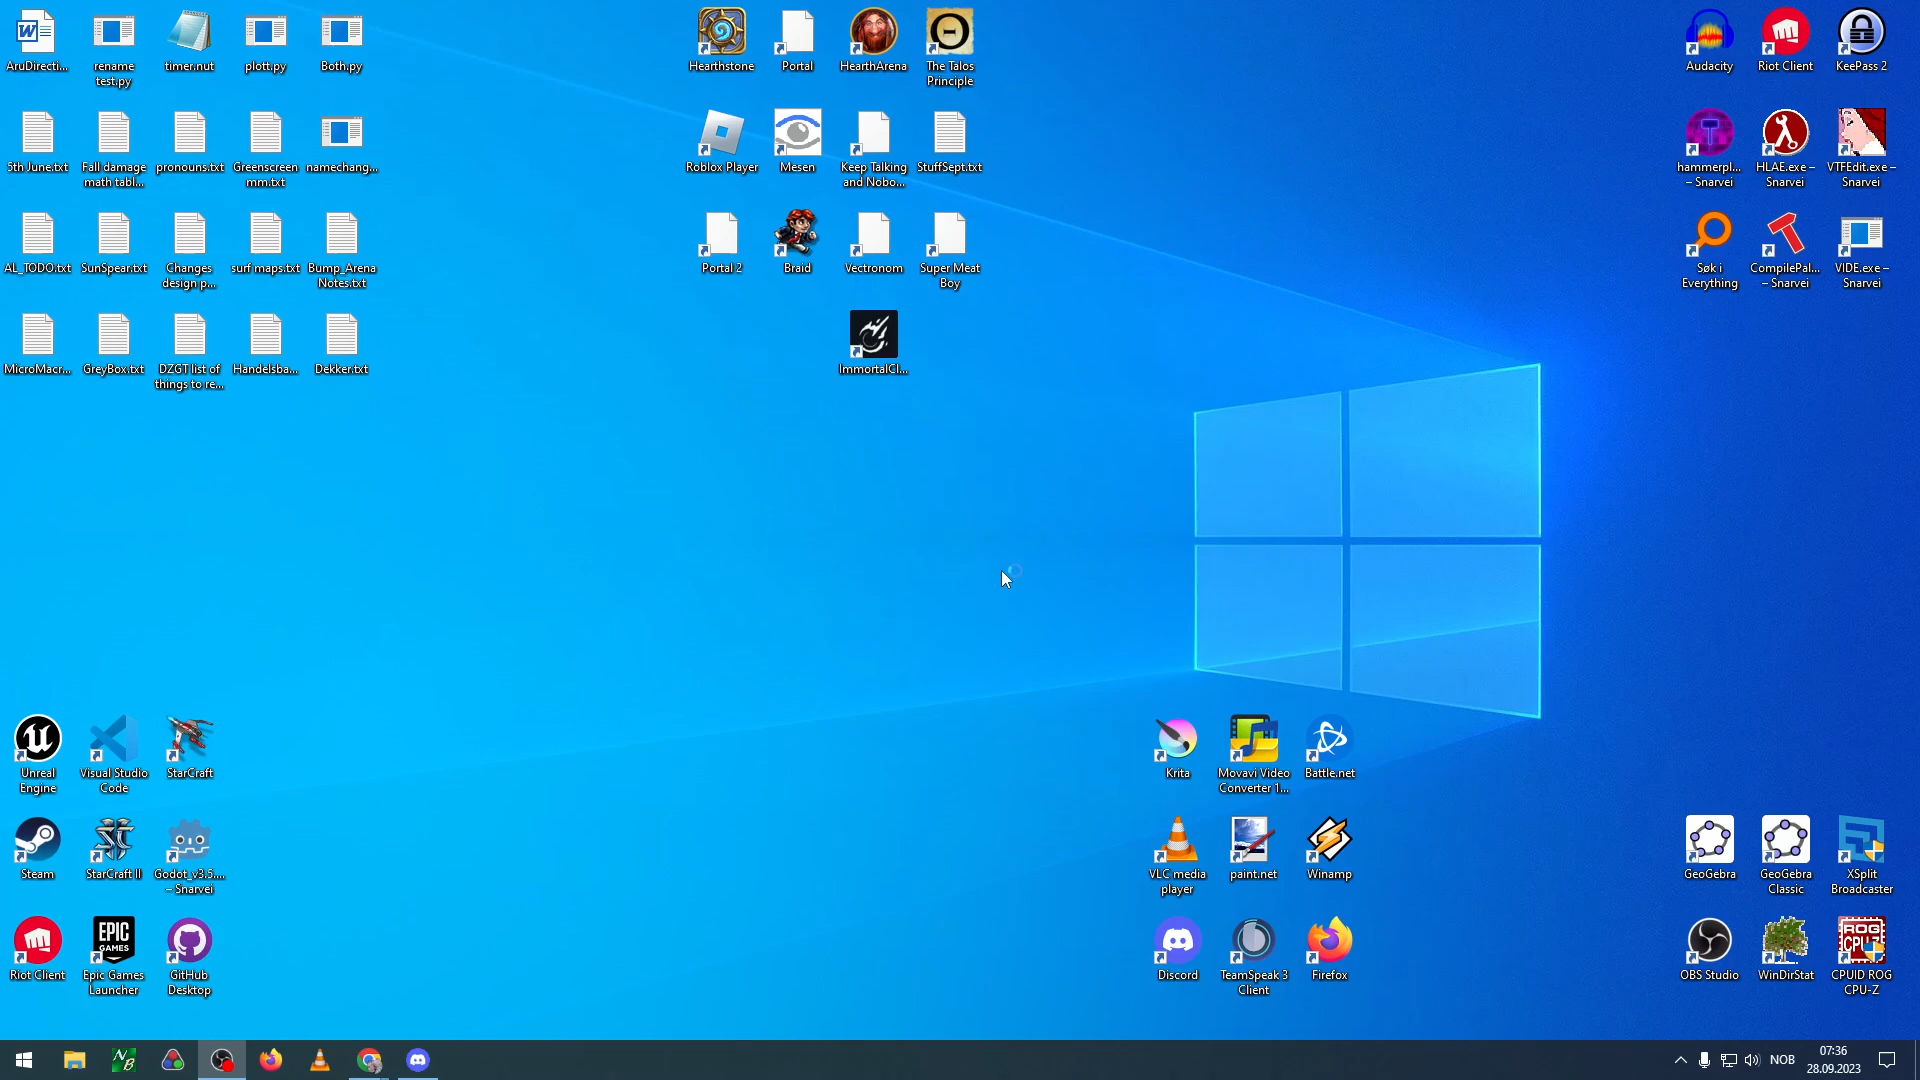 AruDirecti...
rename
test.py
timer.nut
plott.py
Both.py
5th June.txt
Fall damage
math tabl...
pronouns.txt
Greenscreen
mm.txt
namechang...
AL_TODO.txt
SunSpear.txt
Changes
design p...
surf maps.txt
Bump_Arena
Notes.txt
MicroMacr...
GreyBox.txt
DZGT list of
things to re...
Handelsba...
Dekker.txt
Hearthstone
Portal
HearthArena
The Talos
Principle
Roblox Player
Mesen
Keep Talking
and Nobo...
StuffSept.txt
Portal 2
Braid
Vectronom
Super Meat
Boy
ImmortalCl...
Audacity
Riot Client
KeePass 2
hammerpl...
– Snarvei
HLAE.exe –
Snarvei
VTFEdit.exe –
Snarvei
Søk i
Everything
CompilePal...
– Snarvei
VIDE.exe –
Snarvei
Unreal
Engine
Visual Studio
Code
StarCraft
Steam
StarCraft II
Godot_v3.5....
– Snarvei
Riot Client
EPIC
GAMES
Epic Games
Launcher
GitHub
Desktop
Krita
Movavi Video
Converter 1...
Battle.net
VLC media
player
paint.net
Winamp
Discord
TeamSpeak 3
Client
Firefox
GeoGebra
GeoGebra
Classic
XSplit
Broadcaster
OBS Studio
WinDirStat
ROG
CPU-Z
CPUID ROG
CPU-Z
NB
NOB
07:36
28.09.2023